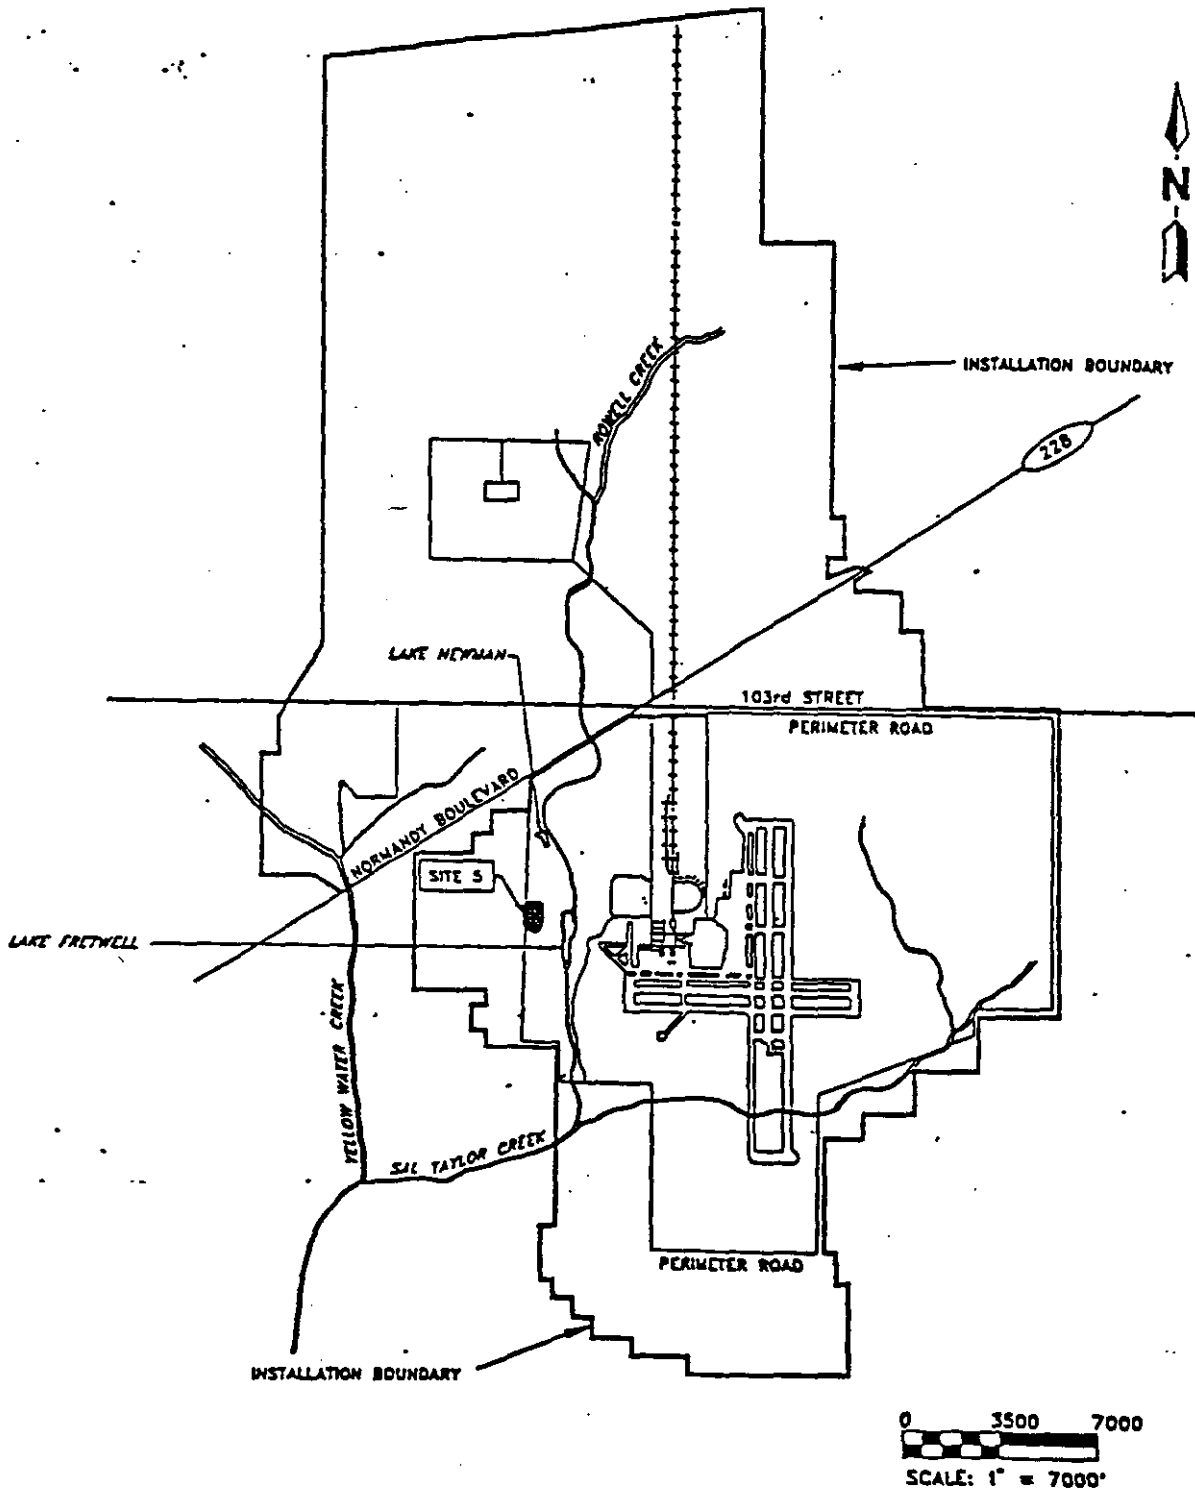 N
ROWELL CREEK
INSTALLATION BOUNDARY
228
LAKE NEWMAN
103rd STREET
PERIMETER ROAD
NORMANDY BOULEVARD
SITE 5
LAKE FRETWELL
YELLOW WATER CREEK
SAL TAYLOR CREEK
PERIMETER ROAD
INSTALLATION BOUNDARY
0 3500 7000
SCALE: 1" = 7000'